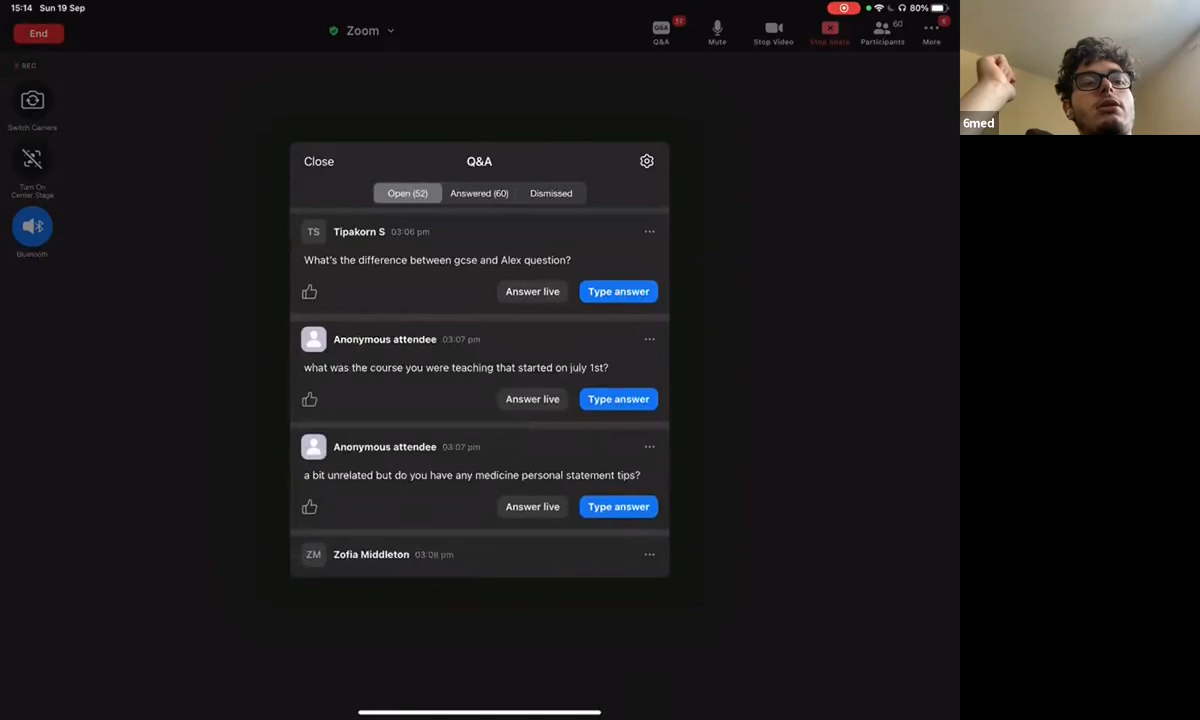 15:14 Sun 19 Sep
80%
End
Zoom
Q&A
52
Q&A
Mute
Stop Video
Stop Share
60
Participants
6
More
REC
Switch Camera
Turn On
Center Stage
Bluetooth
6med
Close
Q&A
Open (52)
Answered (60)
Dismissed
TS
Tipakorn S 03:06 pm
What's the difference between gcse and Alex question?
Answer live
Type answer
Anonymous attendee 03:07 pm
what was the course you were teaching that started on july 1st?
Answer live
Type answer
Anonymous attendee 03:07 pm
a bit unrelated but do you have any medicine personal statement tips?
Answer live
Type answer
ZM
Zofia Middleton 03:08 pm